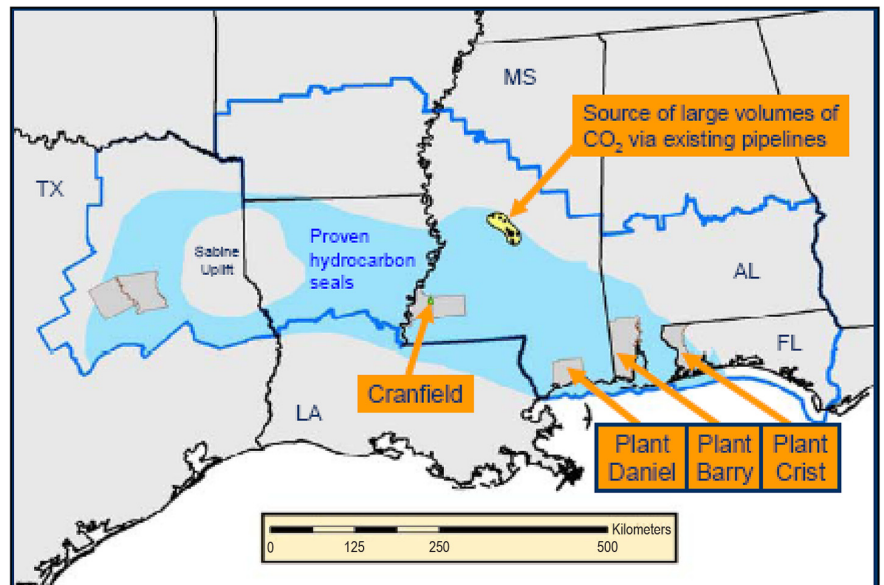 MS
Source of large volumes of
CO₂ via existing pipelines
TX
Sabine
Uplift
Proven
hydrocarbon
seals
AL
FL
Cranfield
LA
Plant
Daniel
Plant
Barry
Plant
Crist
Kilometers
0 125 250 500